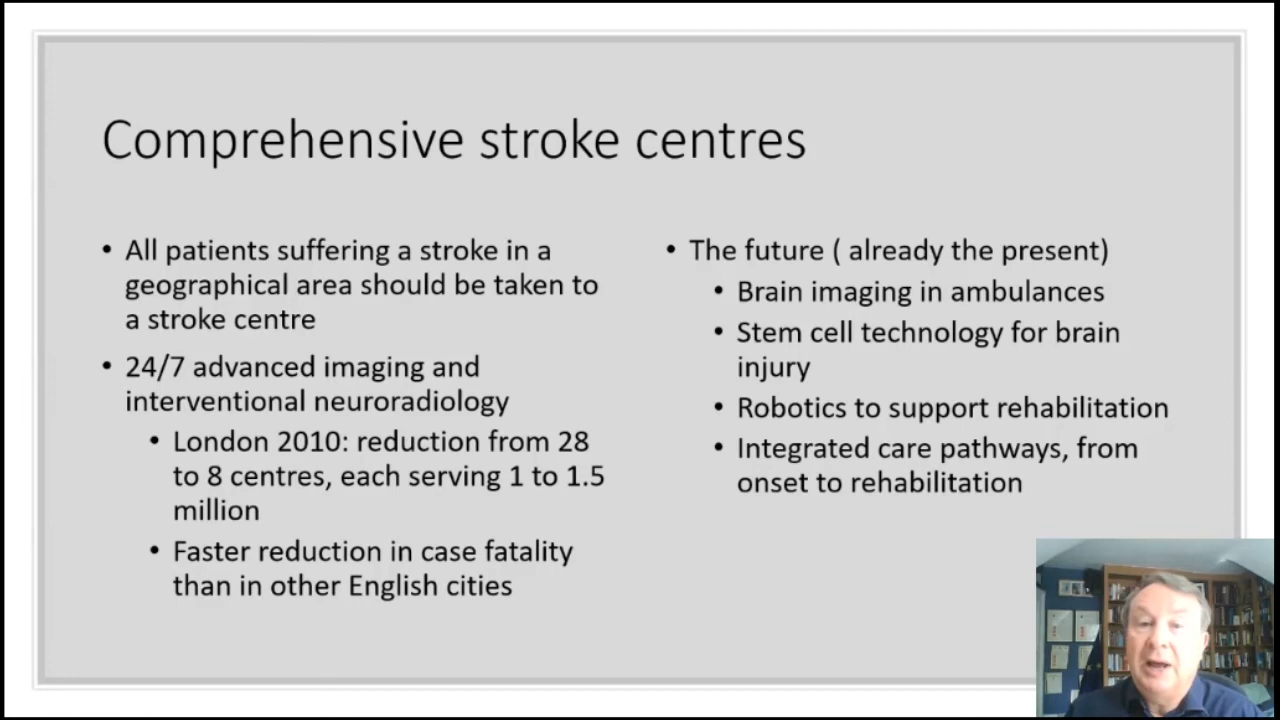 Comprehensive stroke centres
• All patients suffering a stroke in a
geographical area should be taken to
a stroke centre
• 24/7 advanced imaging and
interventional neuroradiology
• London 2010: reduction from 28
to 8 centres, each serving 1 to 1.5
million
• Faster reduction in case fatality
than in other English cities
• The future ( already the present)
• Brain imaging in ambulances
• Stem cell technology for brain
injury
• Robotics to support rehabilitation
• Integrated care pathways, from
onset to rehabilitation